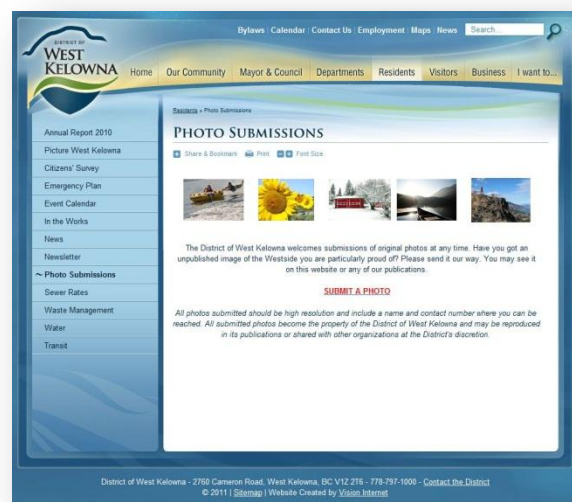 Bylaws | Calendar | Contact Us | Employment | Maps | News
Search...
DISTRICT OF
WEST
KELOWNA
Home Our Community Mayor & Council Departments Residents Visitors Business I want to...
Residents » Photo Submissions
PHOTO SUBMISSIONS
Share & Bookmark Print Font Size
Annual Report 2010
Picture West Kelowna
Citizens' Survey
Emergency Plan
Event Calendar
In the Works
News
Newsletter
~ Photo Submissions
Sewer Rates
Waste Management
Water
Transit
The District of West Kelowna welcomes submissions of original photos at any time. Have you got an
unpublished image of the Westside you are particularly proud of? Please send it our way. You may see it
on this website or any of our publications.
SUBMIT A PHOTO
All photos submitted should be high resolution and include a name and contact number where you can be
reached. All submitted photos become the property of the District of West Kelowna and may be reproduced
in its publications or shared with other organizations at the District's discretion.
District of West Kelowna - 2760 Cameron Road, West Kelowna, BC V1Z 2T6 - 778-797-1000 - Contact the District
© 2011 | Sitemap | Website Created by Vision Internet